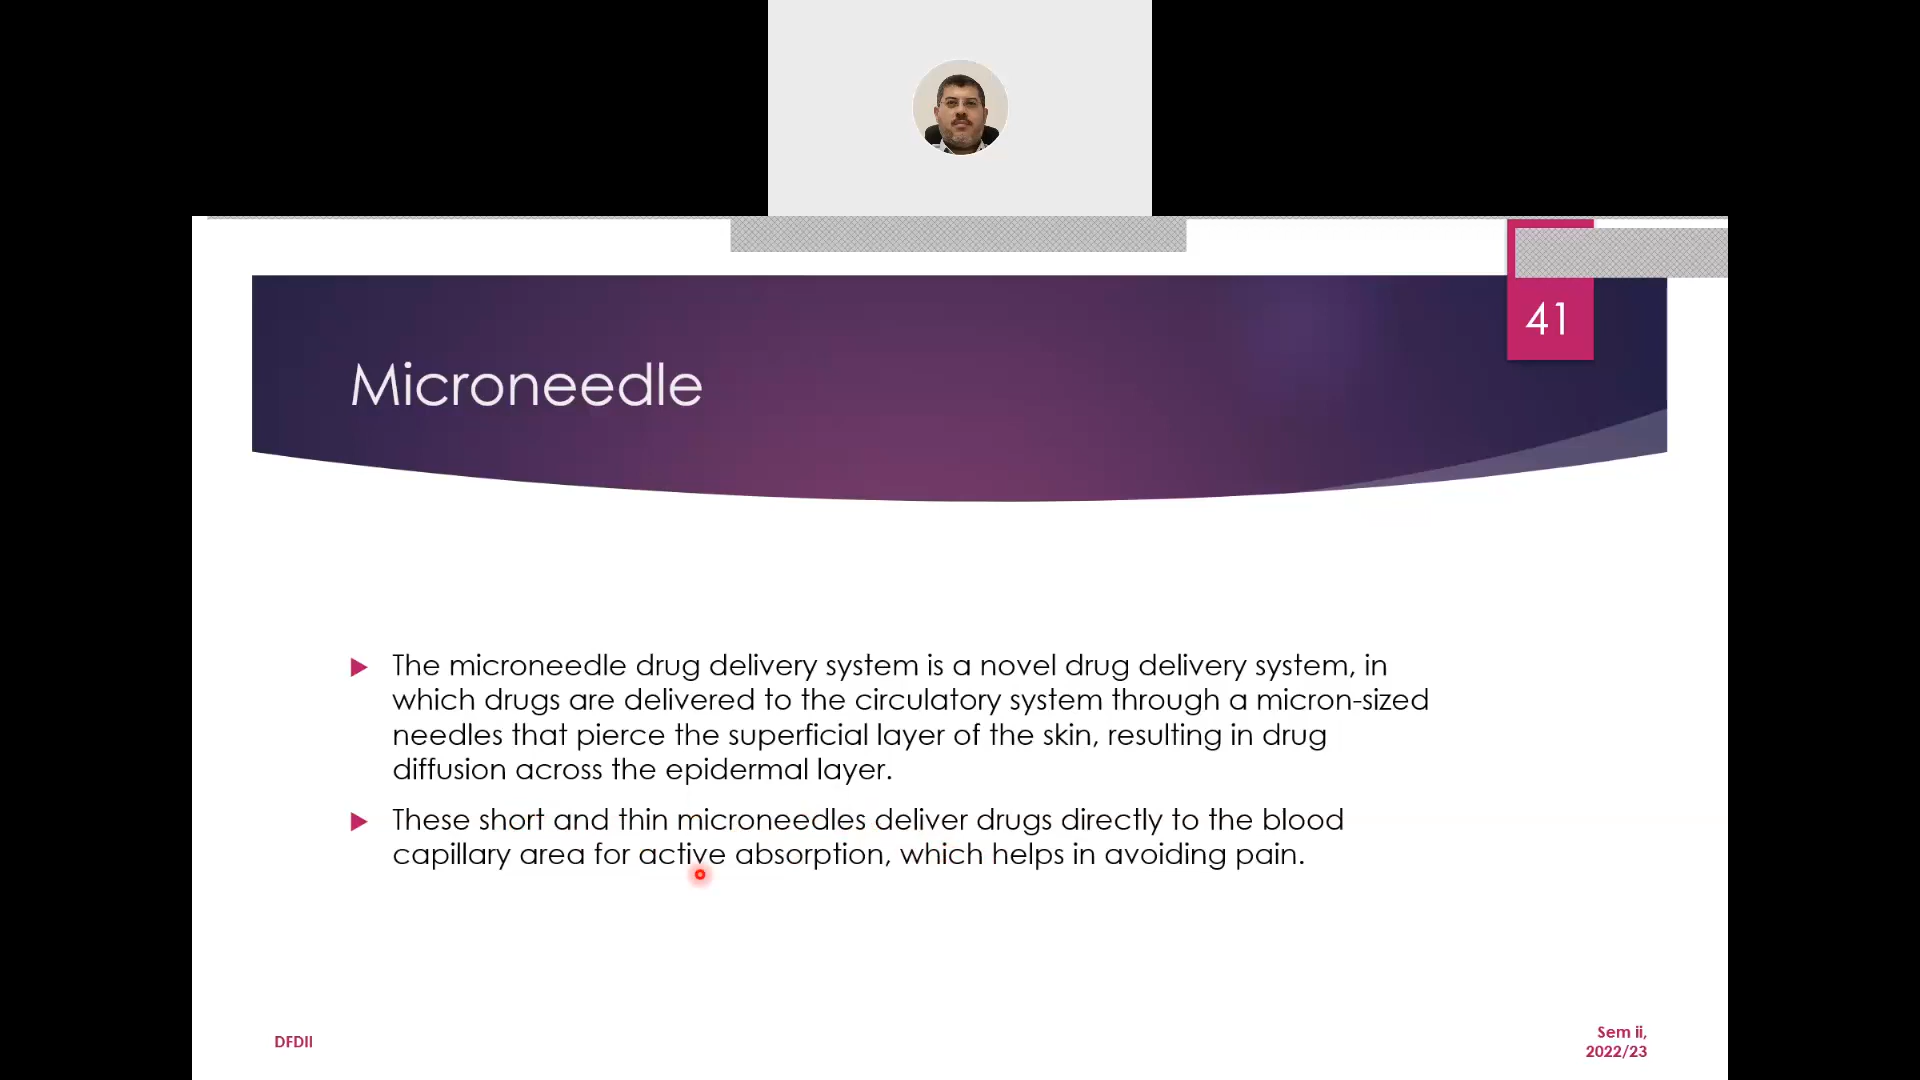 41
Microneedle
The microneedle drug delivery system is a novel drug delivery system, in
which drugs are delivered to the circulatory system through a micron-sized
needles that pierce the superficial layer of the skin, resulting in drug
diffusion across the epidermal layer.
These short and thin microneedles deliver drugs directly to the blood
capillary area for active absorption, which helps in avoiding pain.
DFDII
Sem ii,
2022/23